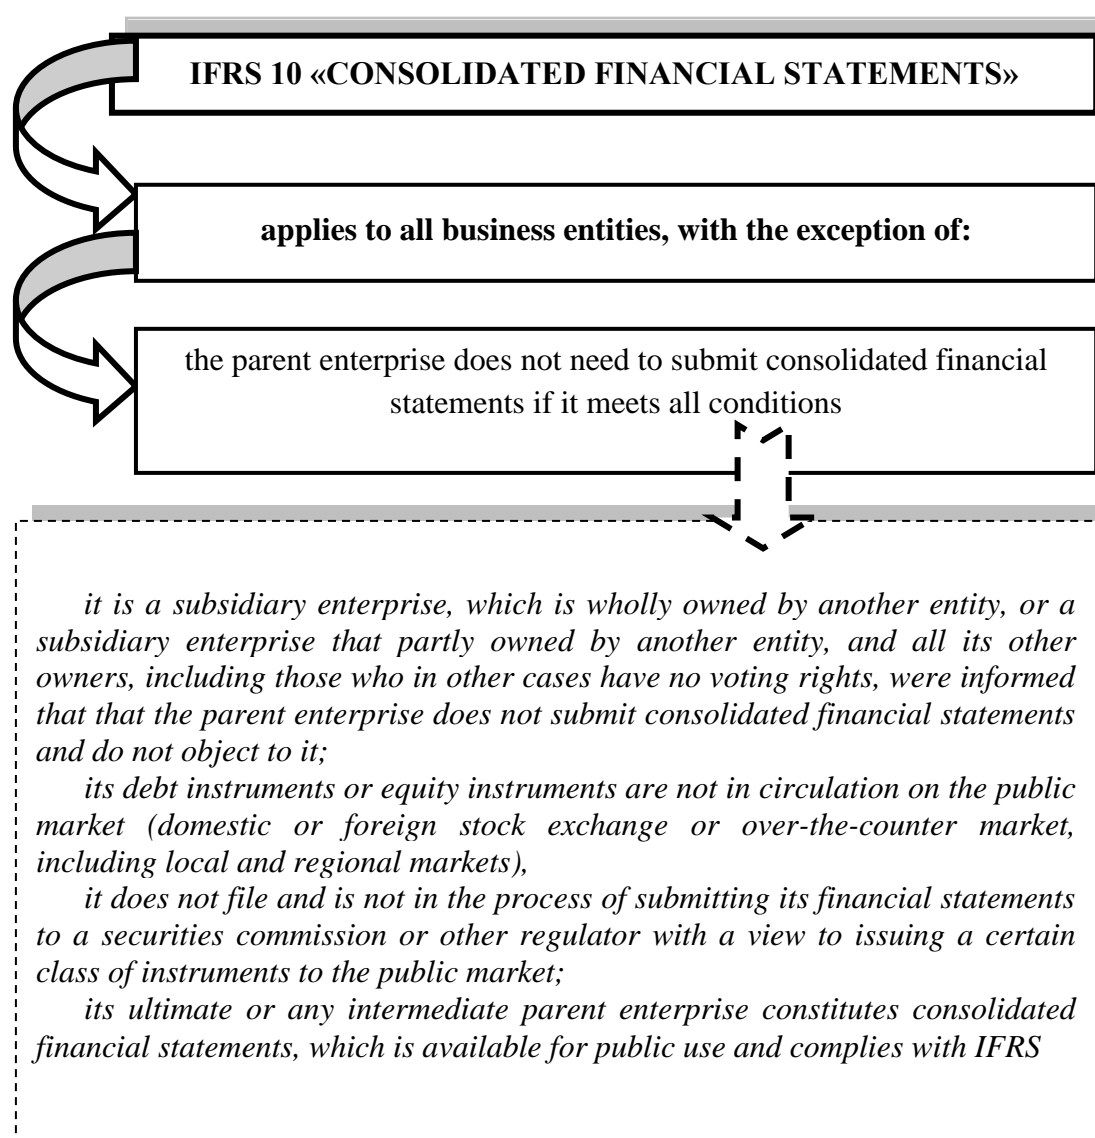 IFRS 10 «CONSOLIDATED FINANCIAL STATEMENTS»
applies to all business entities, with the exception of:
the parent enterprise does not need to submit consolidated financial
statements if it meets all conditions
it is a subsidiary enterprise, which is wholly owned by another entity, or a
subsidiary enterprise that partly owned by another entity, and all its other
owners, including those who in other cases have no voting rights, were informed
that that the parent enterprise does not submit consolidated financial statements
and do not object to it;
its debt instruments or equity instruments are not in circulation on the public
market (domestic or foreign stock exchange or over-the-counter market,
including local and regional markets),
it does not file and is not in the process of submitting its financial statements
to a securities commission or other regulator with a view to issuing a certain
class of instruments to the public market;
its ultimate or any intermediate parent enterprise constitutes consolidated
financial statements, which is available for public use and complies with IFRS